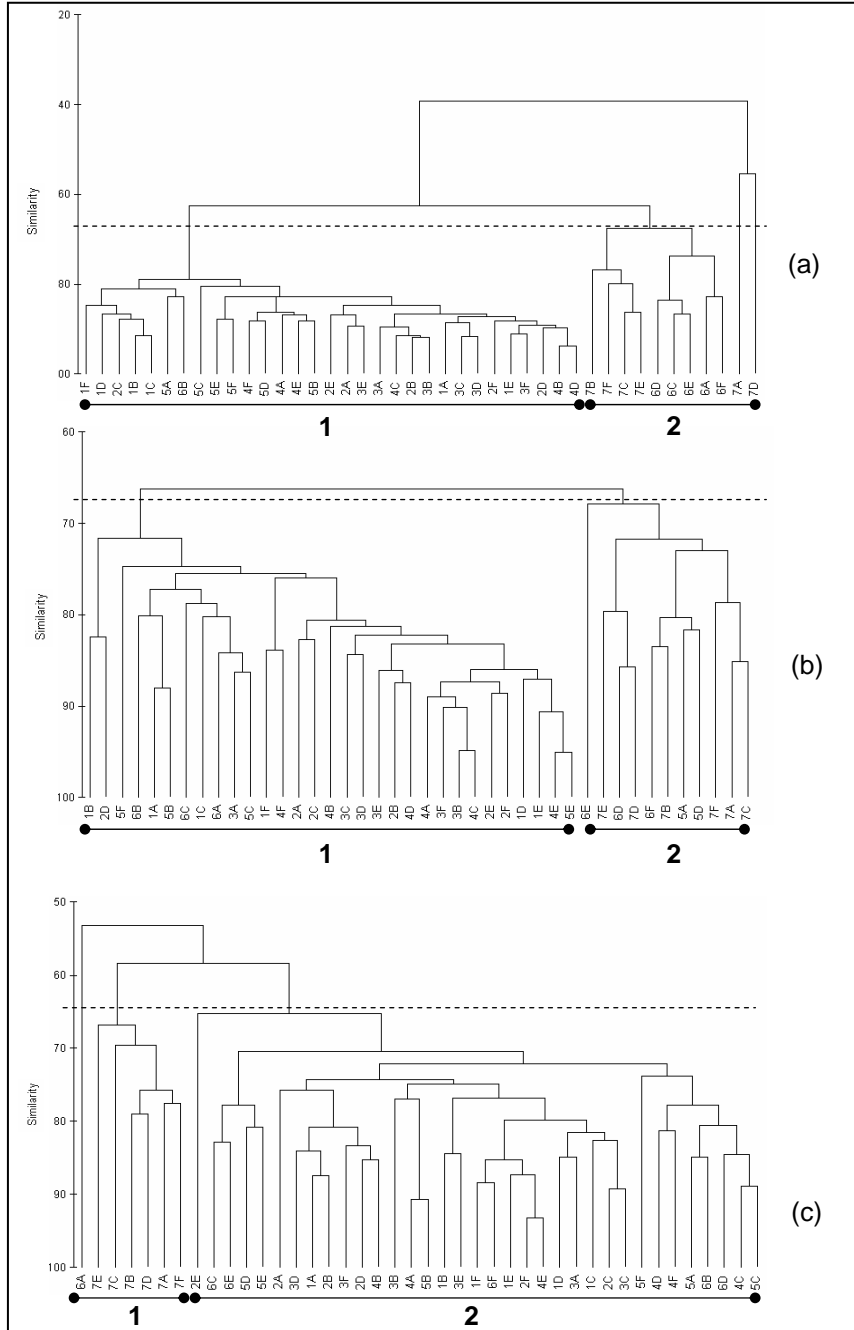 20
40
60
80
00
Similarity
1F 1D 2C 1B 1C 5A 6B 5C 5E 5F 4F 5D 4A 4E 5B 2E 2A 3E 3A 4C 2B 3B 1A 3C 3D 2F 1E 3F 2D 4B 4D 7B 7F 7C 7E 6D 6C 6E 6A 6F 7A 7D
1 2
(a)
60
70
80
90
100
Similarity
1B 2D 5F 6B 1A 5B 6C 1C 6A 3A 5C 1F 4F 2A 2C 4B 3C 3D 3E 2B 4D 4A 3F 3B 4C 2E 2F 1D 1E 4E 5E 6E 7E 6D 7D 6F 7B 5A 5D 7F 7A 7C
1 2
(b)
50
60
70
80
90
100
Similarity
6A 7E 7C 7B 7D 7A 7F 2E 6C 6E 5D 5E 2A 3D 1A 2B 3F 2D 4B 3B 4A 5B 1B 3E 1F 6F 1E 2F 4E 1D 3A 1C 2C 3C 5F 4D 4F 5A 6B 6D 4C 5C
1 2
(c)